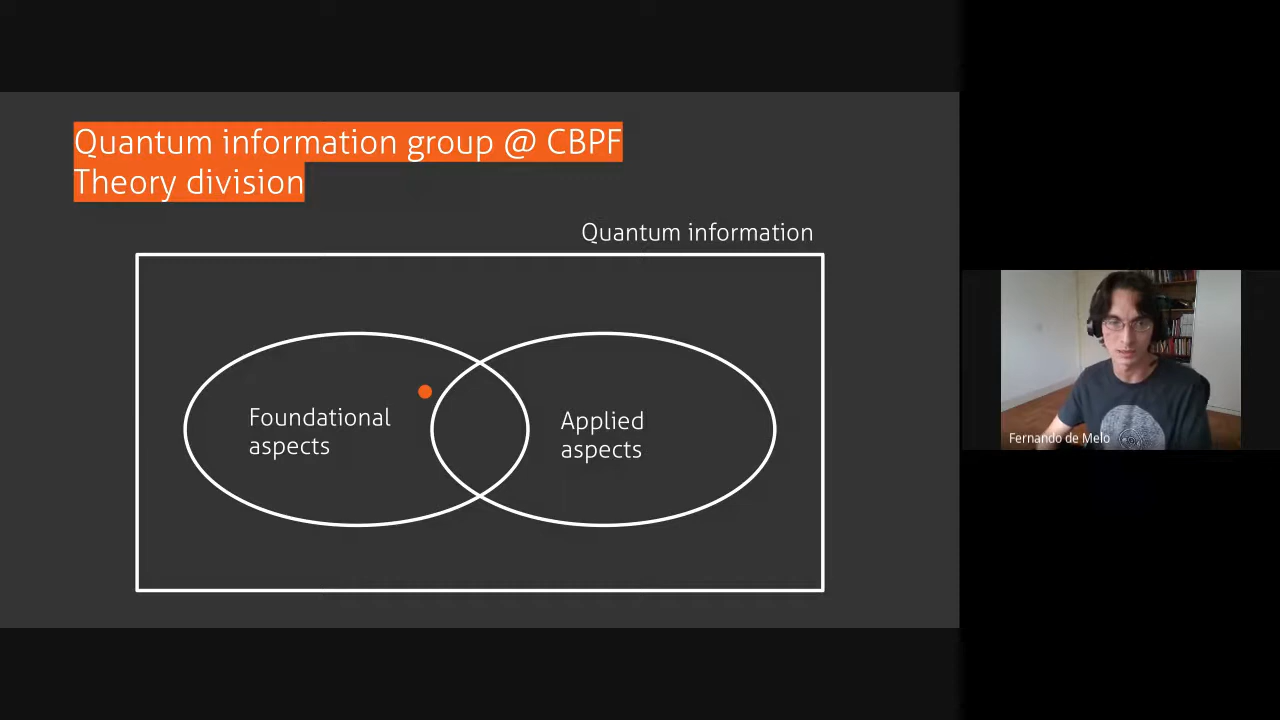 Quantum information group @ CBPF
Theory division
Quantum information
Foundational
aspects
Applied
aspects
Fernando de Melo